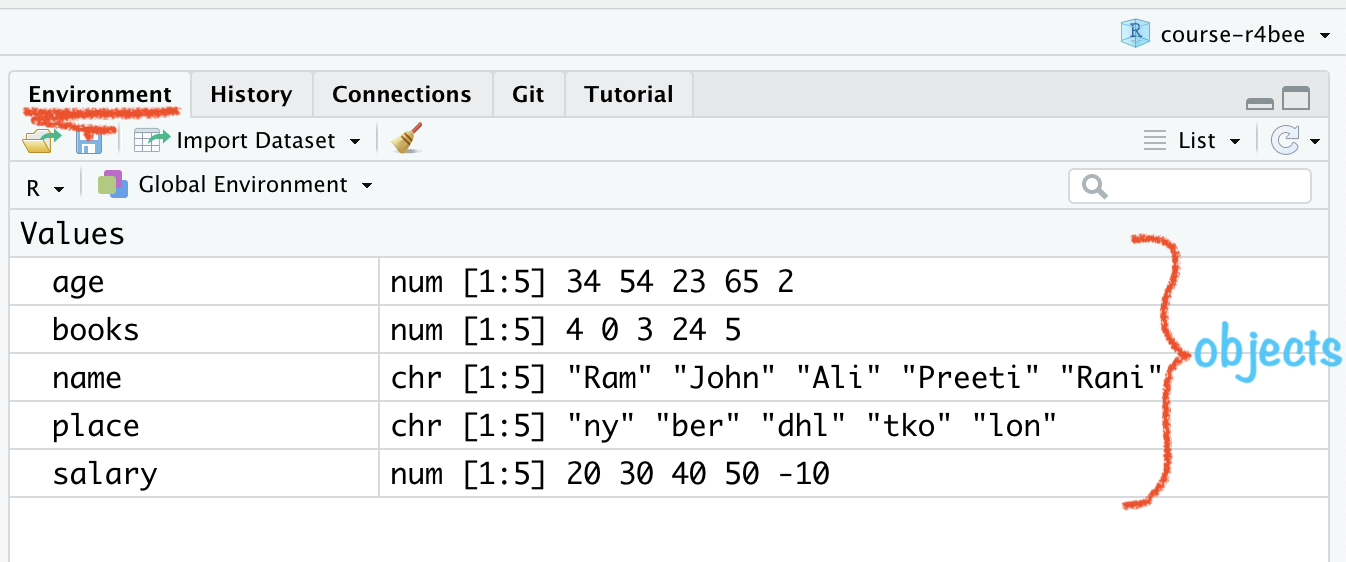 course-r4bee
Environment History Connections Git Tutorial
Import Dataset List
R Global Environment
Values
age num [1:5] 34 54 23 65 2
books num [1:5] 4 0 3 24 5
name chr [1:5] "Ram" "John" "Ali" "Preeti" "Rani"
objects
place chr [1:5] "ny" "ber" "dhl" "tko" "lon"
salary num [1:5] 20 30 40 50 -10